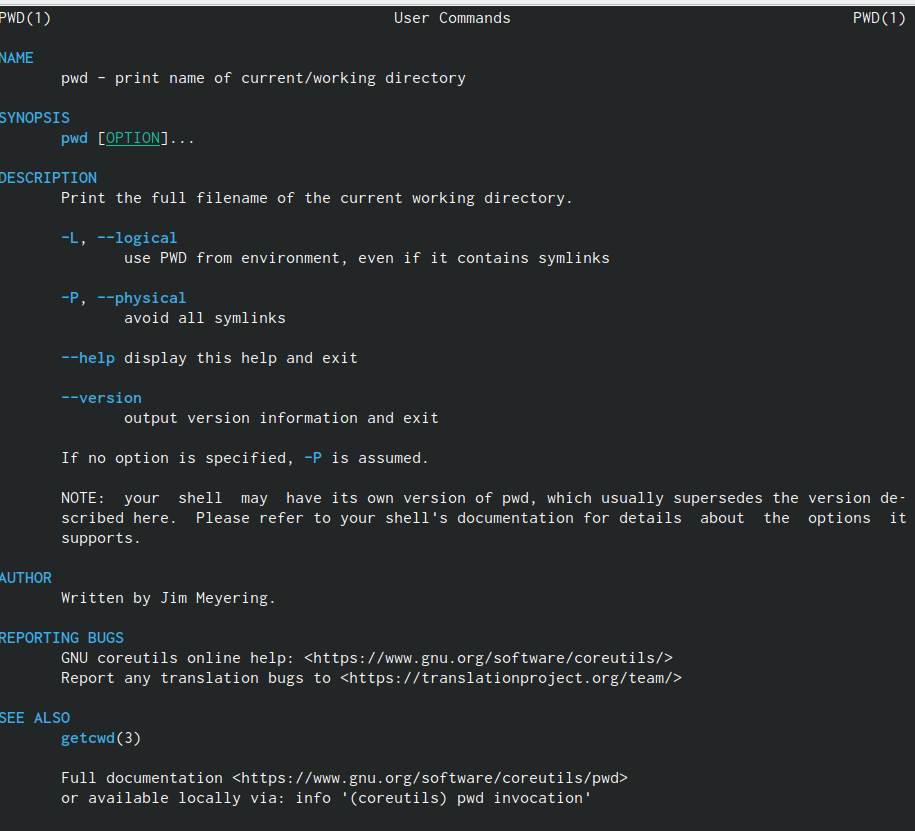 PWD(1) User Commands PWD(1)
NAME
pwd - print name of current/working directory
SYNOPSIS
pwd [OPTION]...
DESCRIPTION
Print the full filename of the current working directory.
-L, --logical
use PWD from environment, even if it contains symlinks
-P, --physical
avoid all symlinks
--help display this help and exit
--version
output version information and exit
If no option is specified, -P is assumed.
NOTE: your shell may have its own version of pwd, which usually supersedes the version de-
scribed here. Please refer to your shell's documentation for details about the options it
supports.
AUTHOR
Written by Jim Meyering.
REPORTING BUGS
GNU coreutils online help: <https://www.gnu.org/software/coreutils/>
Report any translation bugs to <https://translationproject.org/team/>
SEE ALSO
getcwd(3)
Full documentation <https://www.gnu.org/software/coreutils/pwd>
or available locally via: info '(coreutils) pwd invocation'